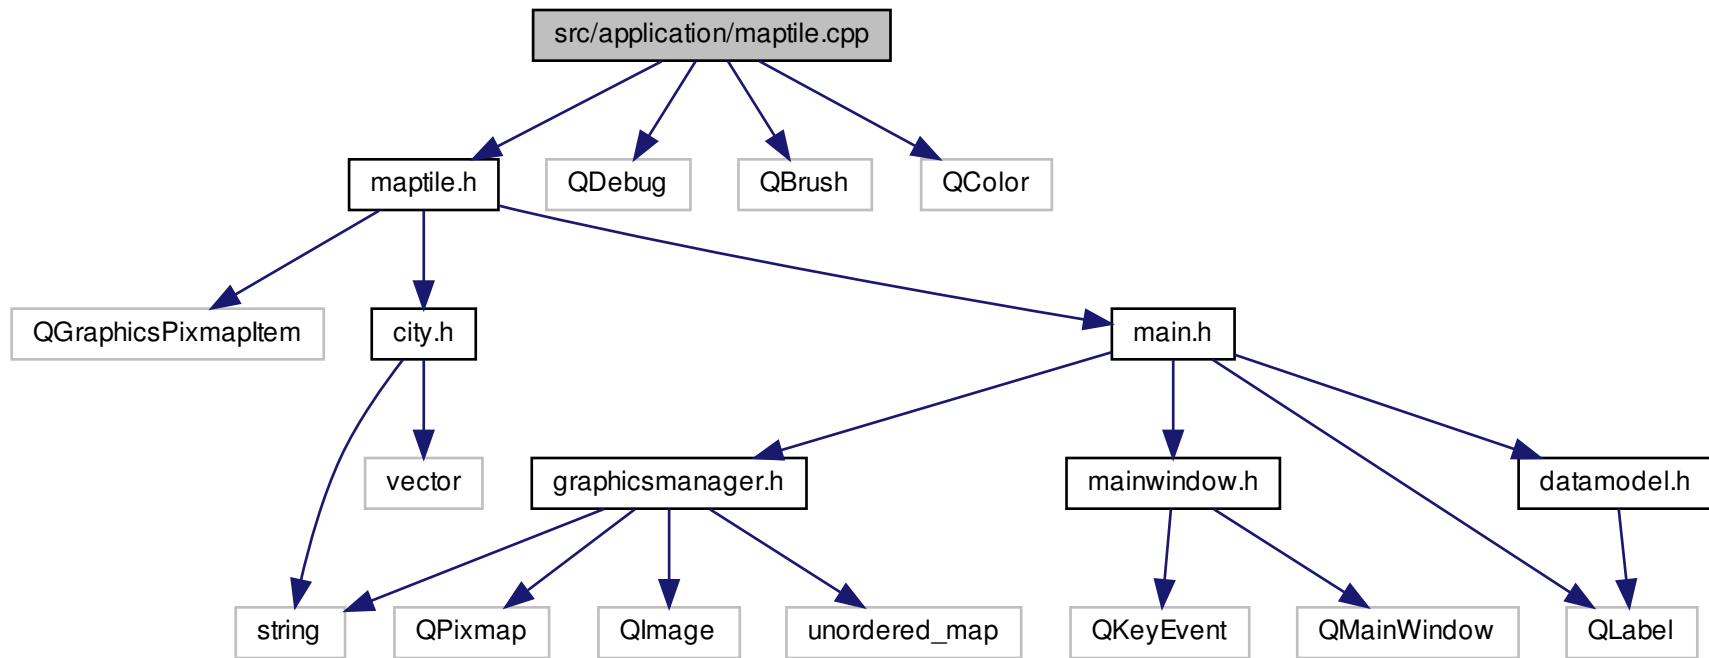 src/application/maptile.cpp
maptile.h
QDebug
QBrush
QColor
QGraphicsPixmapItem
city.h
main.h
vector
graphicsmanager.h
mainwindow.h
datamodel.h
string
QPixmap
QImage
unordered_map
QKeyEvent
QMainWindow
QLabel